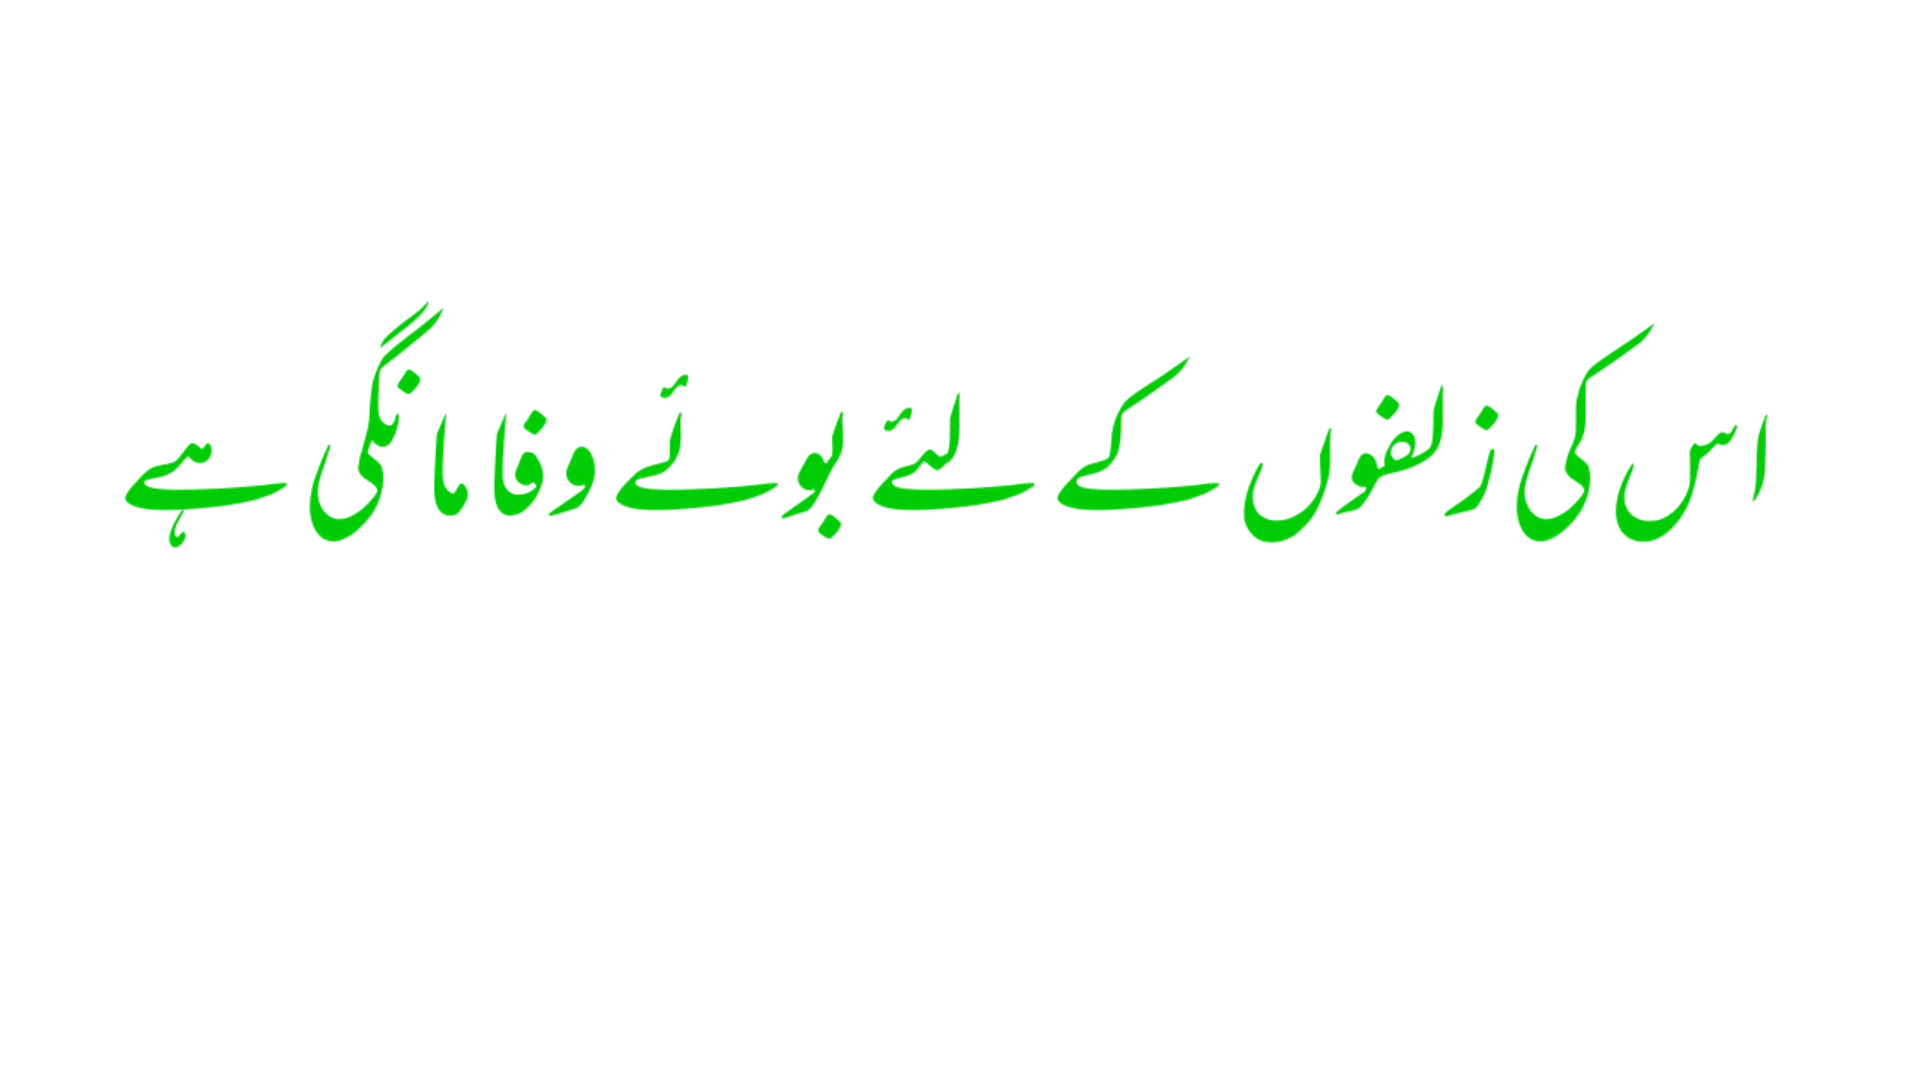 اس کی زلفوں کے لئے بوئے وفا مانگی ہے